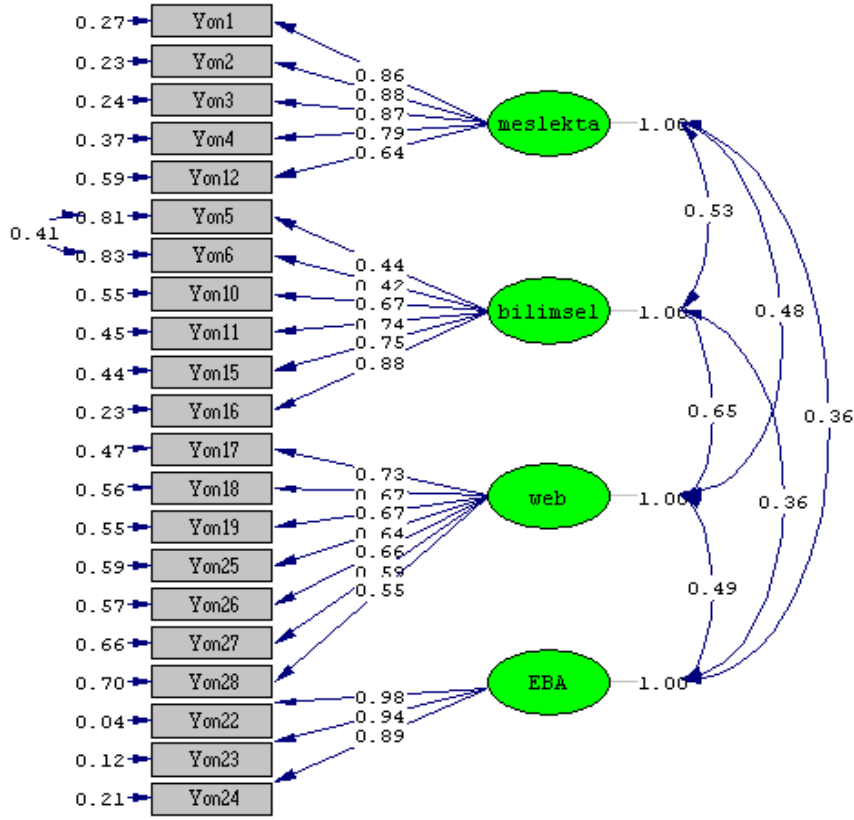 0.27 Yon1
0.23 Yon2
0.86
0.24 Yon3
0.88
0.87
meslekta 1.00
0.37 Yon4
0.79
0.64
0.59 Yon12
0.81 Yon5
0.53
0.41
0.83 Yon6
0.44
0.42
0.55 Yon10
0.67
bilimsel 1.00
0.48
0.45 Yon11
0.74
0.75
0.44 Yon15
0.88
0.23 Yon16
0.65
0.36
0.47 Yon17
0.73
0.56 Yon18
0.67
web 1.00
0.36
0.55 Yon19
0.67
0.64
0.59 Yon25
0.66
0.59
0.49
0.57 Yon26
0.55
0.66 Yon27
0.70 Yon28
EBA 1.00
0.98
0.04 Yon22
0.94
0.89
0.12 Yon23
0.21 Yon24